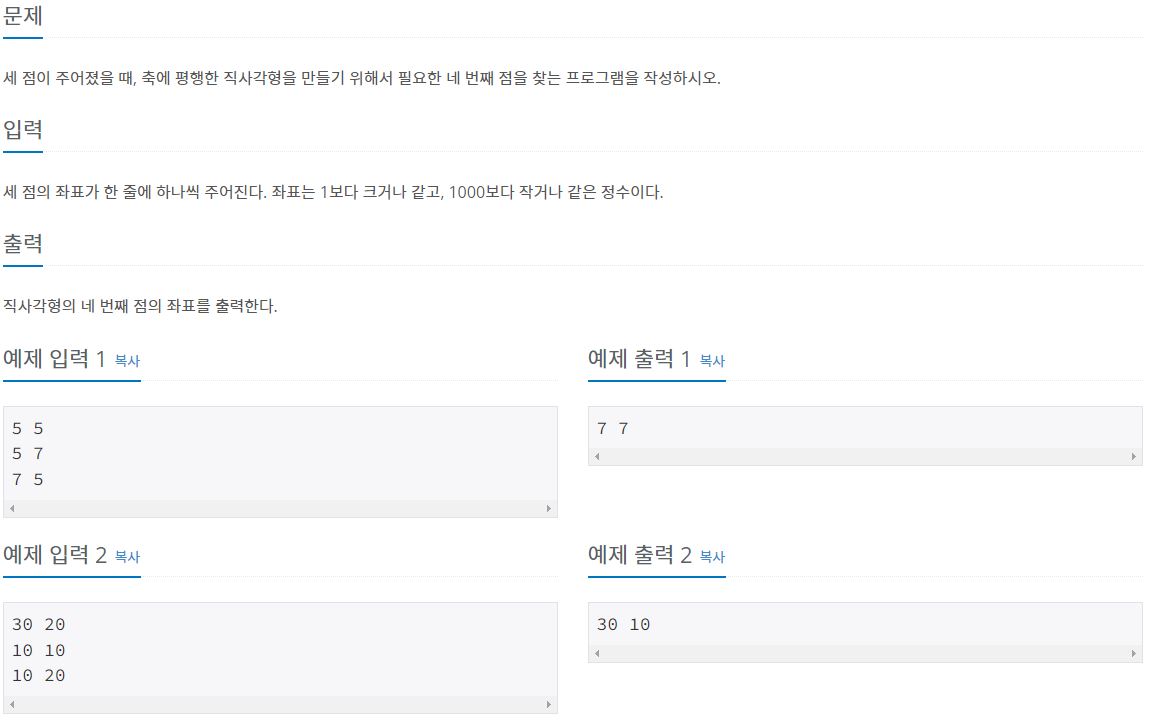 문제
세 점이 주어졌을 때, 축에 평행한 직사각형을 만들기 위해서 필요한 네 번째 점을 찾는 프로그램을 작성하시오.
입력
세 점의 좌표가 한 줄에 하나씩 주어진다. 좌표는 1보다 크거나 같고, 1000보다 작거나 같은 정수이다.
출력
직사각형의 네 번째 점의 좌표를 출력한다.
예제 입력 1 복사
5 5
5 7
7 5
예제 출력 1 복사
7 7
예제 입력 2 복사
30 20
10 10
10 20
예제 출력 2 복사
30 10